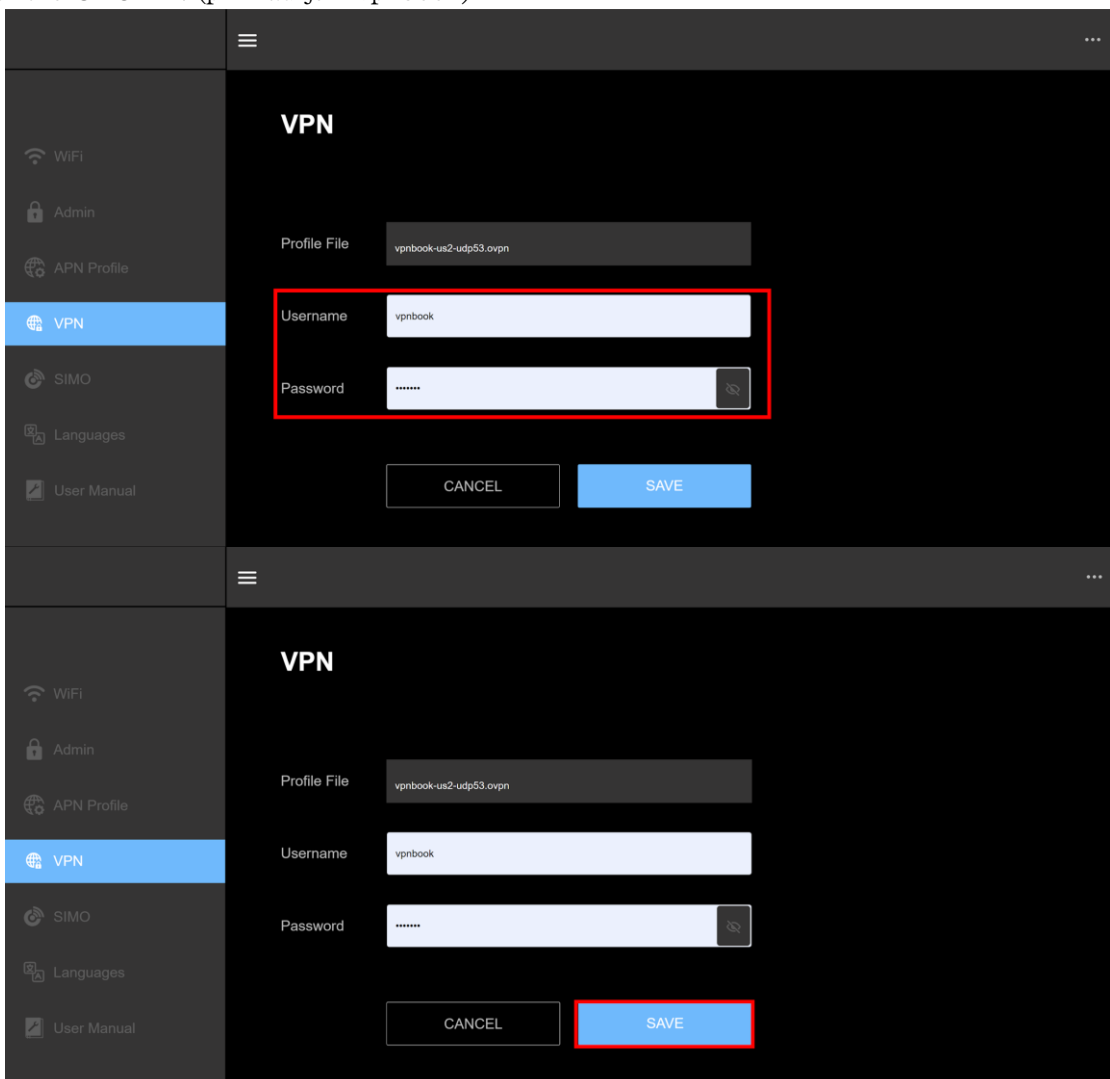 VPN
WiFi
Admin
Profile File
vpnbook-us2-udp53.ovpn
APN Profile
Username
vpnbook
VPN
SIMO
Password
•••••••
Languages
CANCEL
SAVE
User Manual
VPN
WiFi
Admin
Profile File
vpnbook-us2-udp53.ovpn
APN Profile
Username
vpnbook
VPN
SIMO
Password
•••••••
Languages
CANCEL
SAVE
User Manual